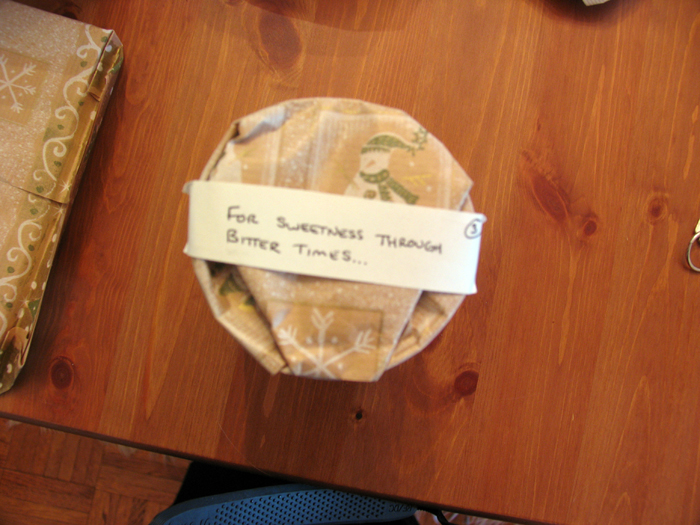 FOR SWEETNESS THROUGH
BITTER TIMES...
3